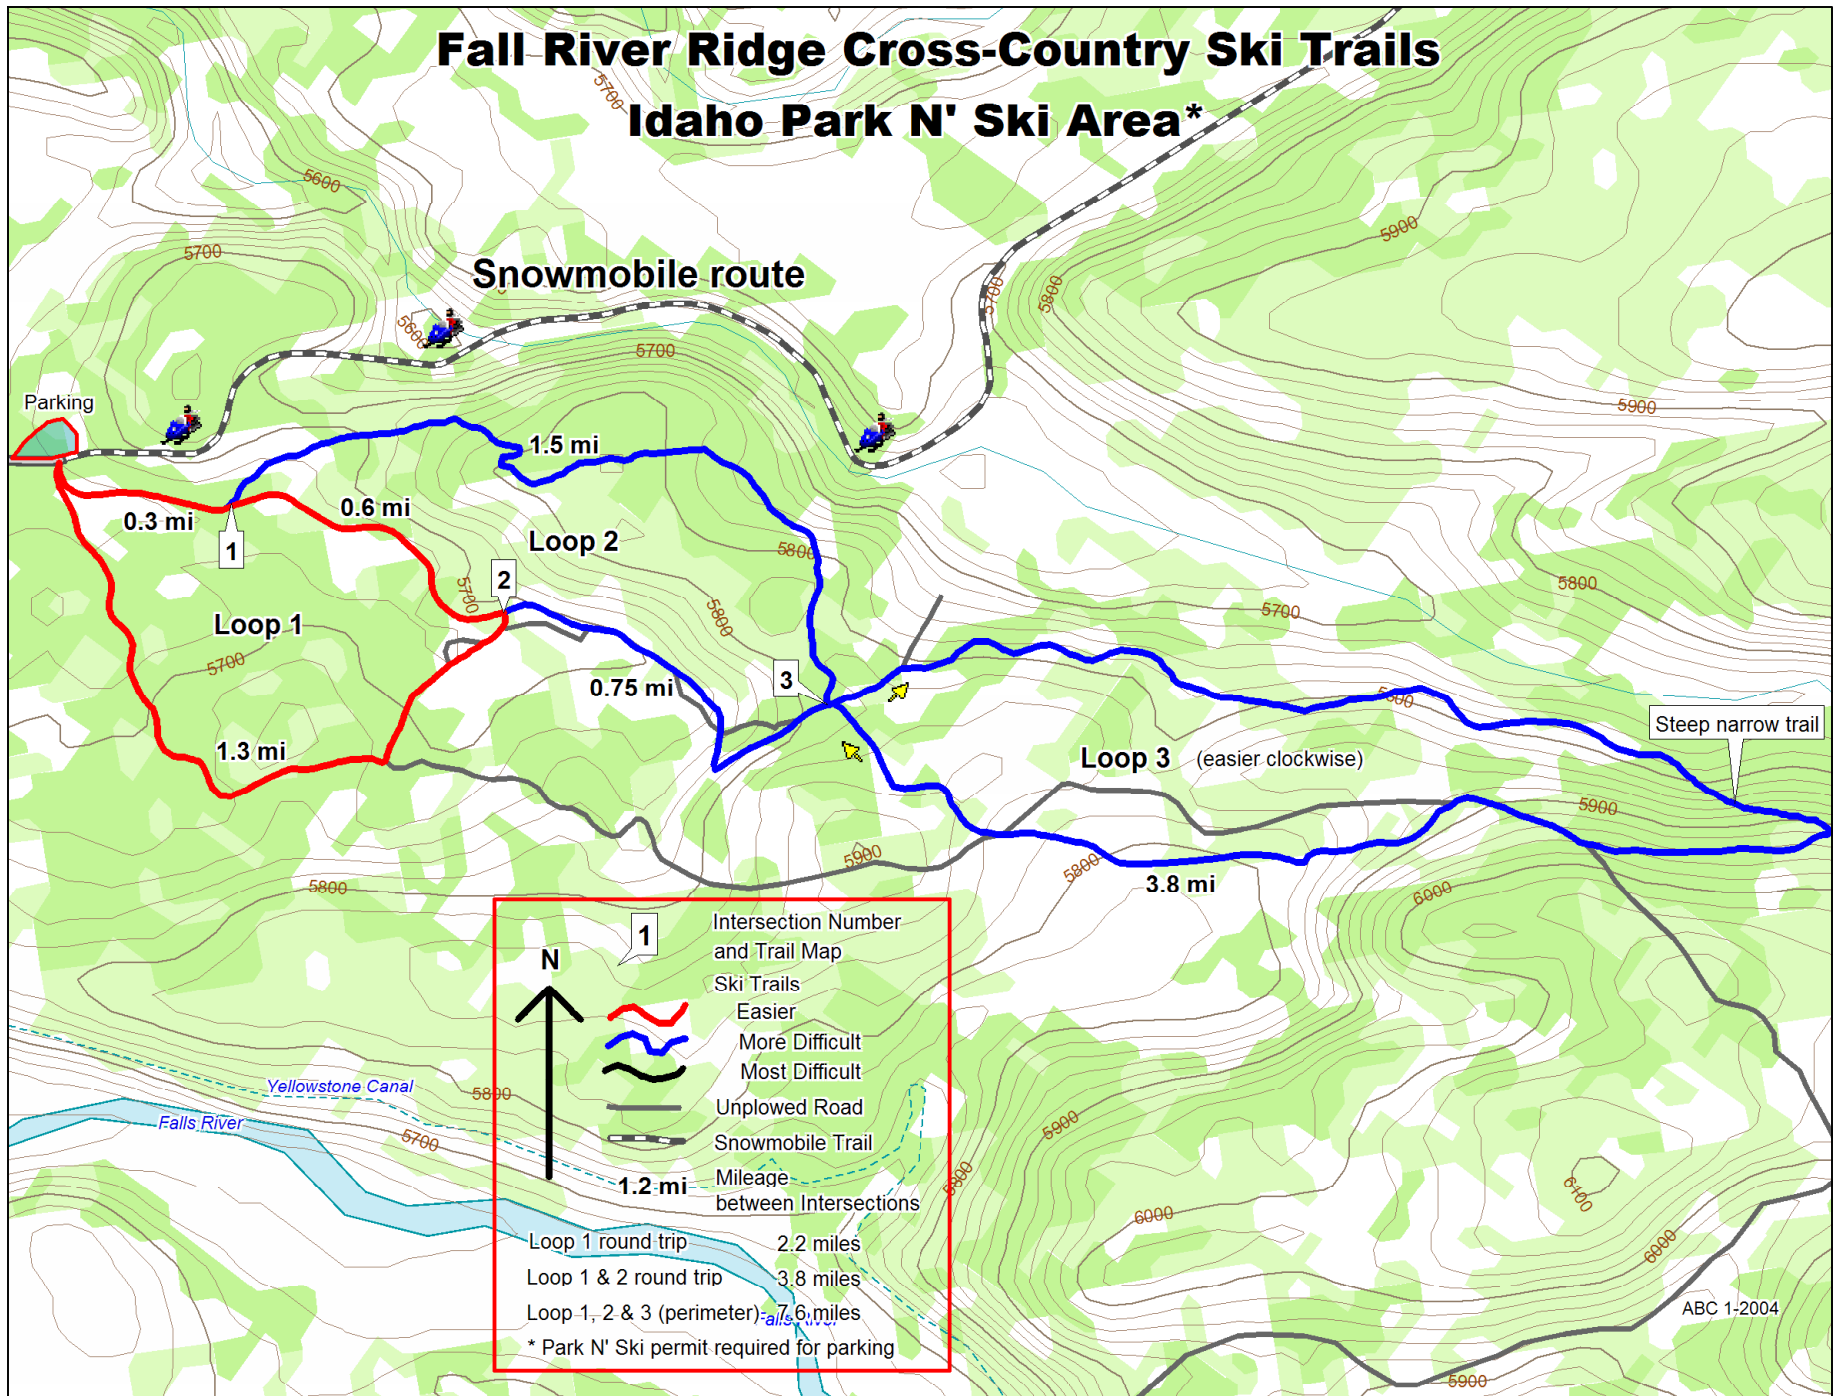 Fall River Ridge Cross-Country Ski Trails
Idaho Park N' Ski Area*
5700
5600
5700
5900
Snowmobile route
5700
5800
5600
5700
Parking
5900
1.5 mi
0.3 mi
0.6 mi
1
Loop 2
5800
2
5700
5800
5700
5800
Loop 1
5700
0.75 mi
3
5800
Steep narrow trail
1.3 mi
Loop 3 (easier clockwise)
5900
5900
5800
3.8 mi
5800
6000
1
Intersection Number
and Trail Map
N
Ski Trails
Easier
More Difficult
Most Difficult
Yellowstone Canal
5800
Unplowed Road
Falls River
5700
Snowmobile Trail
5900
5800
1.2 mi
Mileage
between Intersections
6100
6000
6000
Loop 1 round trip 2.2 miles
Loop 1 & 2 round trip 3.8 miles
Loop 1, 2 & 3 (perimeter) 7.6 miles
Falls River
* Park N' Ski permit required for parking
ABC 1-2004
5900